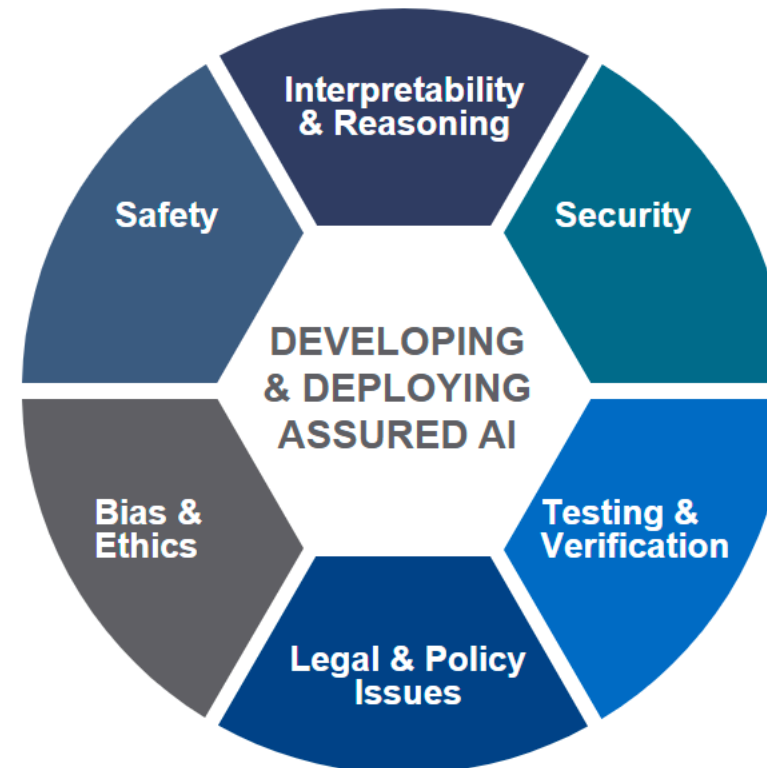 Interpretability
& Reasoning
Safety
Security
DEVELOPING
& DEPLOYING
ASSURED AI
Bias &
Ethics
Testing &
Verification
Legal & Policy
Issues